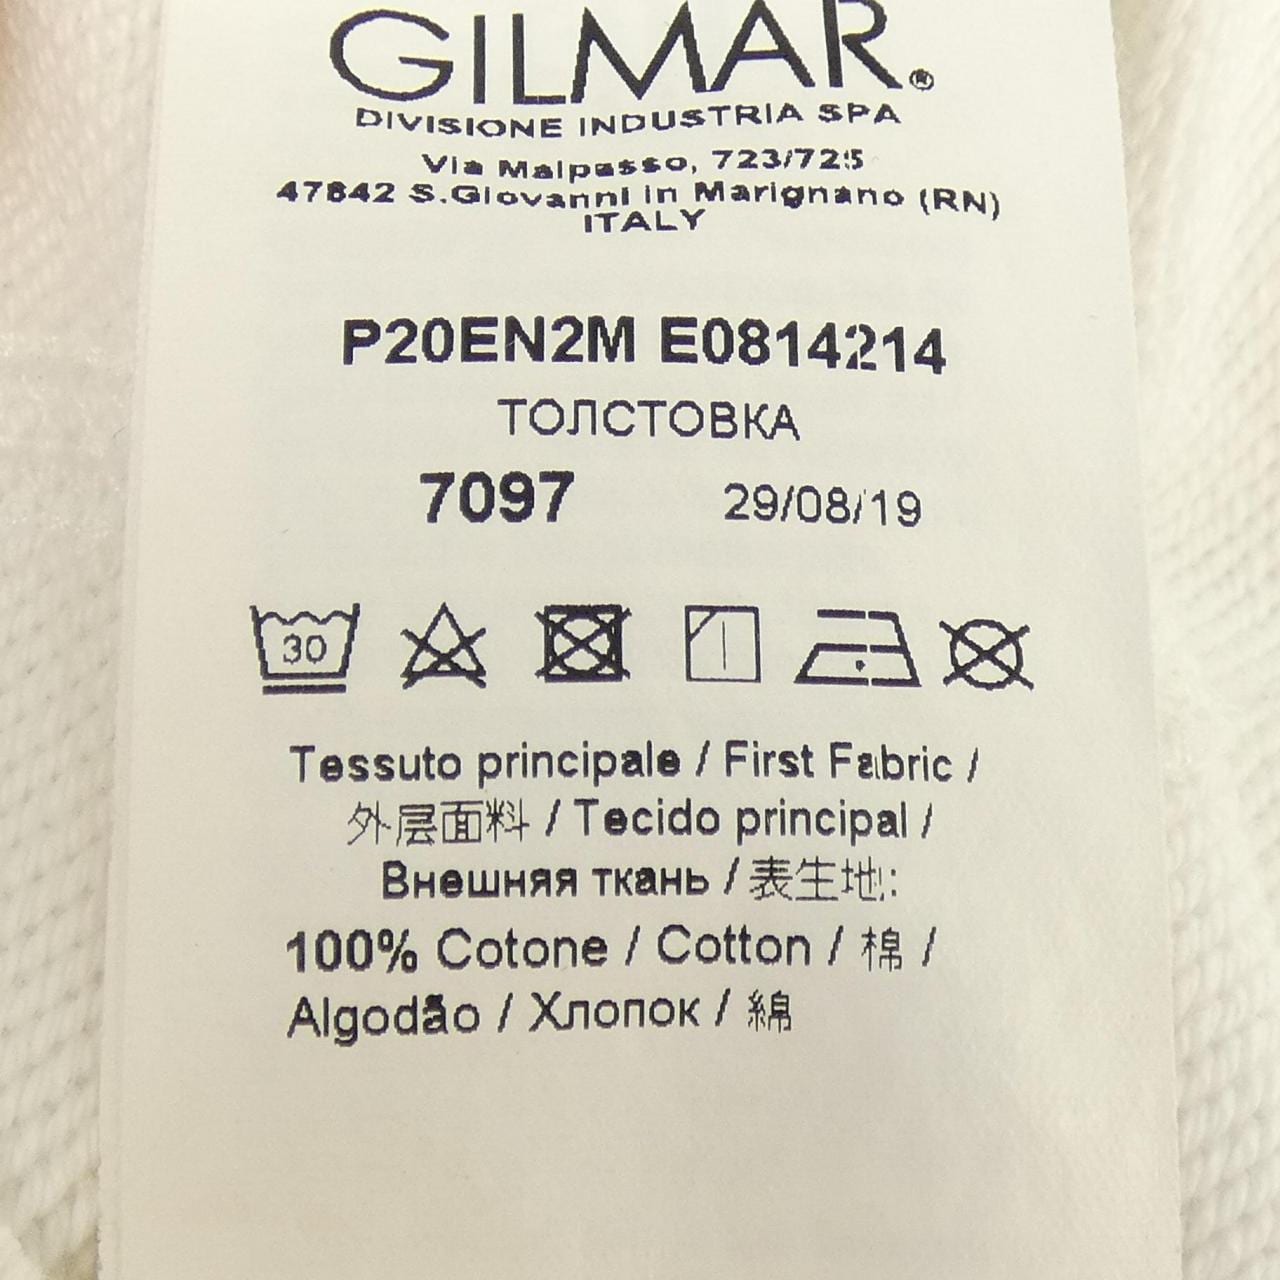 GILMAR®
DIVISIONE INDUSTRIA SPA
Via Malpasso, 723/725
47842 S.Giovanni in Marignano (RN)
ITALY
P20EN2M E0814214
ТОЛСТОВКА
7097 29/08/19
30
Tessuto principale / First Fabric /
外层面料 / Tecido principal /
Внешняя ткань / 表生地:
100% Cotone / Cotton / 棉 /
Algodão / Хлопок / 綿